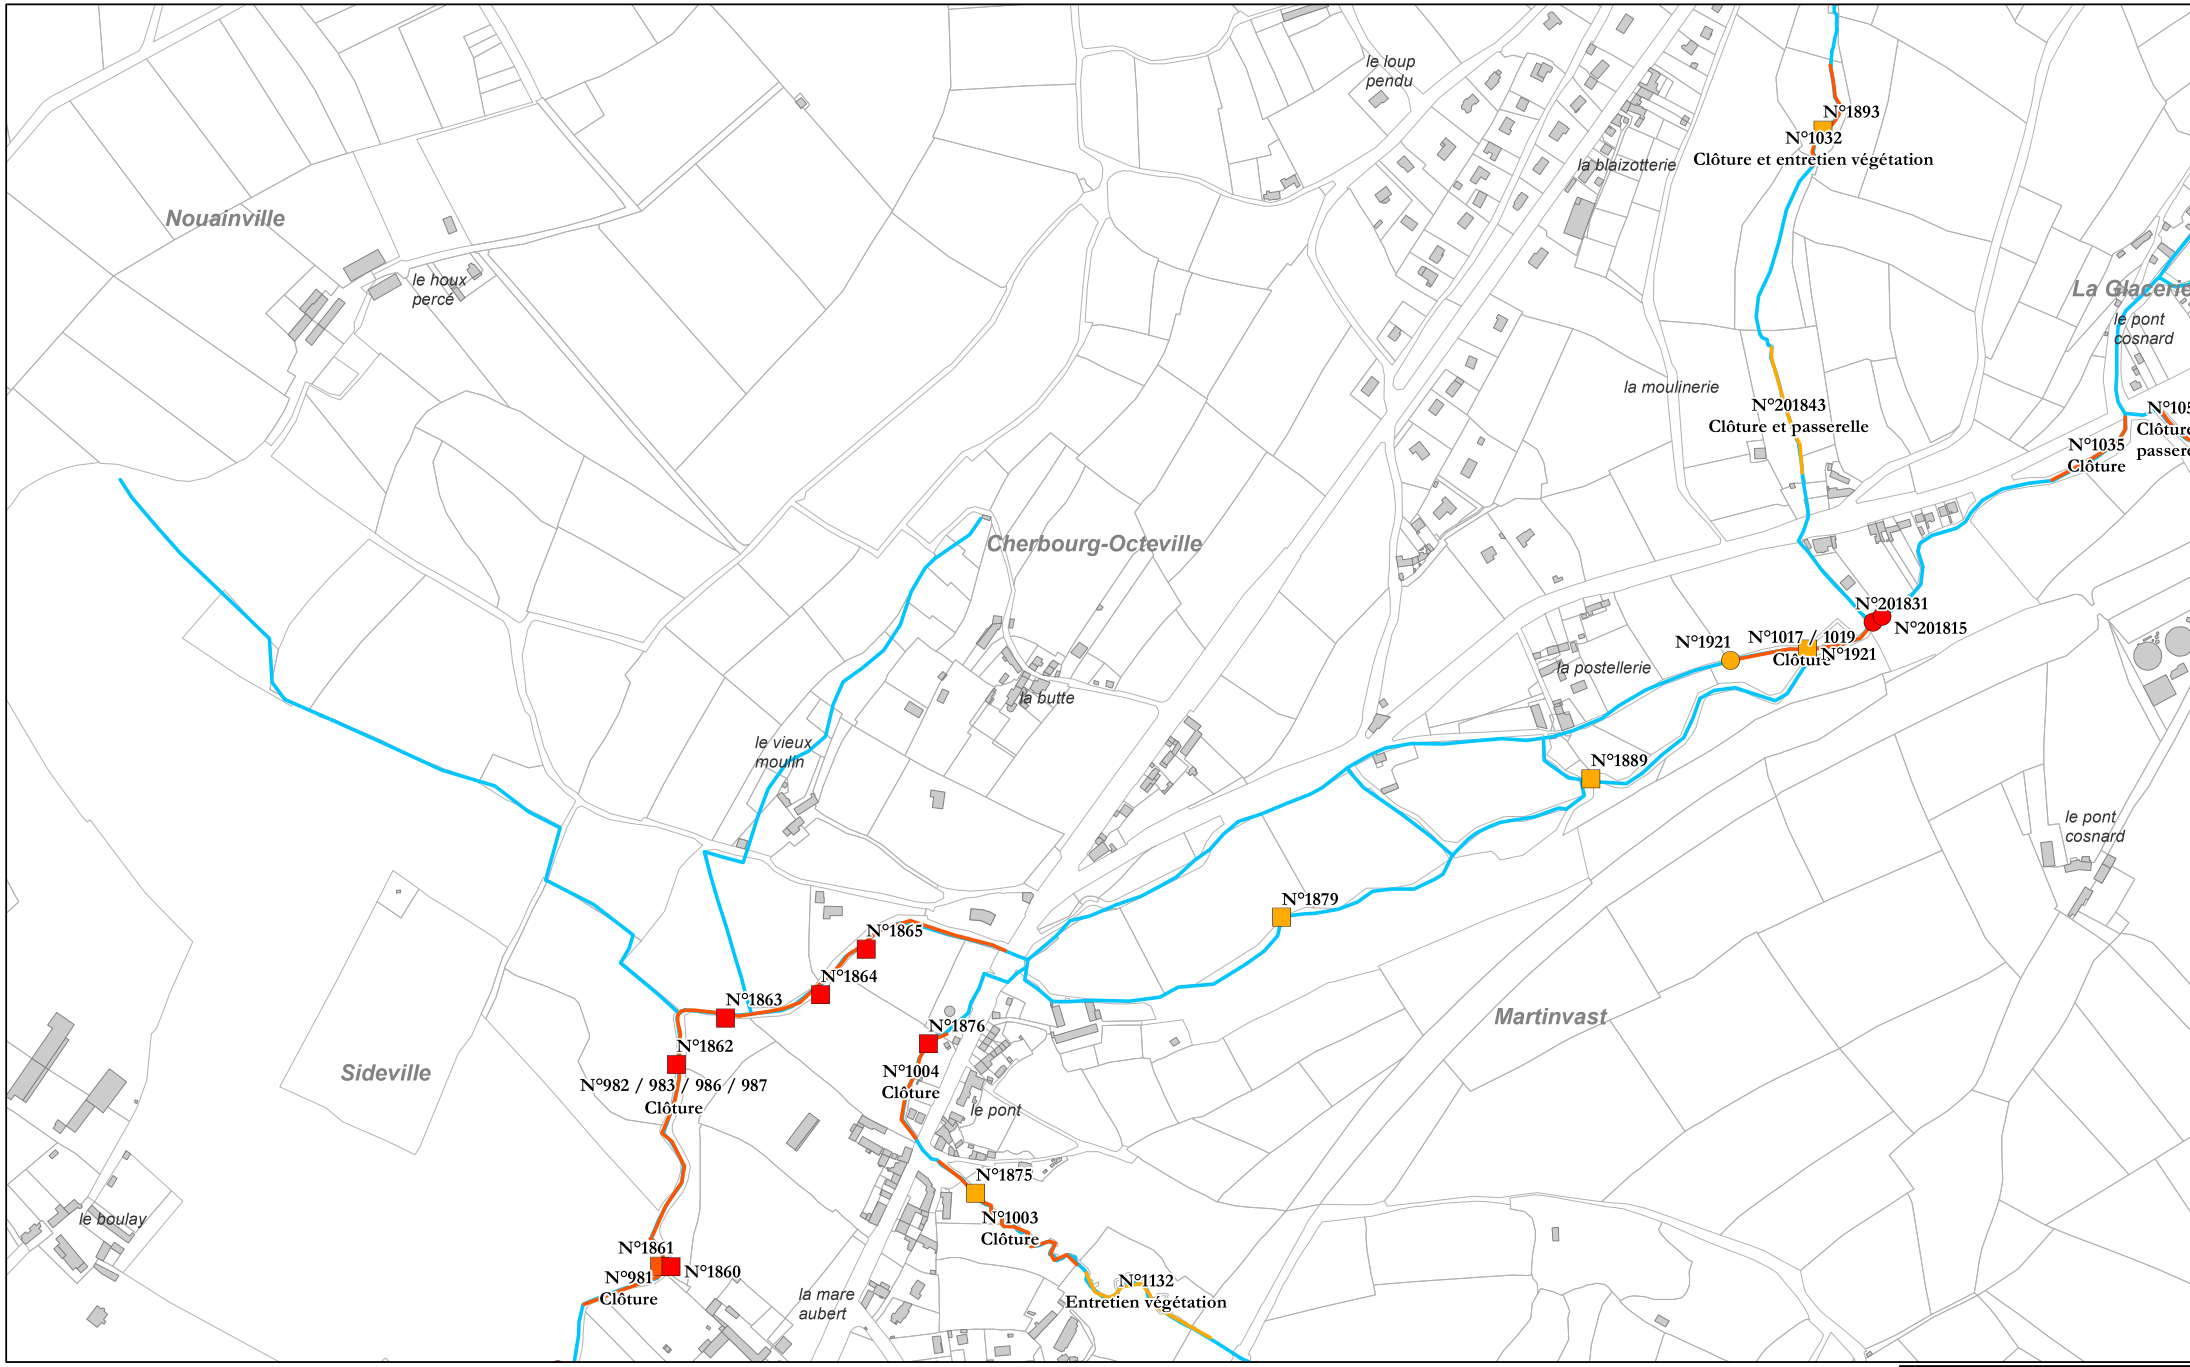 le loup
pendu
N°1893
N°1032
Clôture et entretien végétation
la blaizotterie
Nouainville
le houx
percé
La Glacerie
le pont
cosnard
la moulinerie
N°201843
Clôture et passerelle
N°105
Clôture
passere
N°1035
Clôture
Cherbourg-Octeville
N°201831
N°201815
N°1921
N°1017 / 1019
Clôture
N°1921
la postellerie
la butte
le vieux
moulin
N°1889
le pont
cosnard
N°1879
N°1865
N°1864
N°1863
N°1876
Martinvast
N°1862
Sideville
N°982 / 983 / 986 / 987
Clôture
N°1004
Clôture
le pont
N°1875
N°1003
Clôture
le boulay
N°1861
N°1860
N°981
Clôture
N°1132
Entretien végétation
la mare
aubert